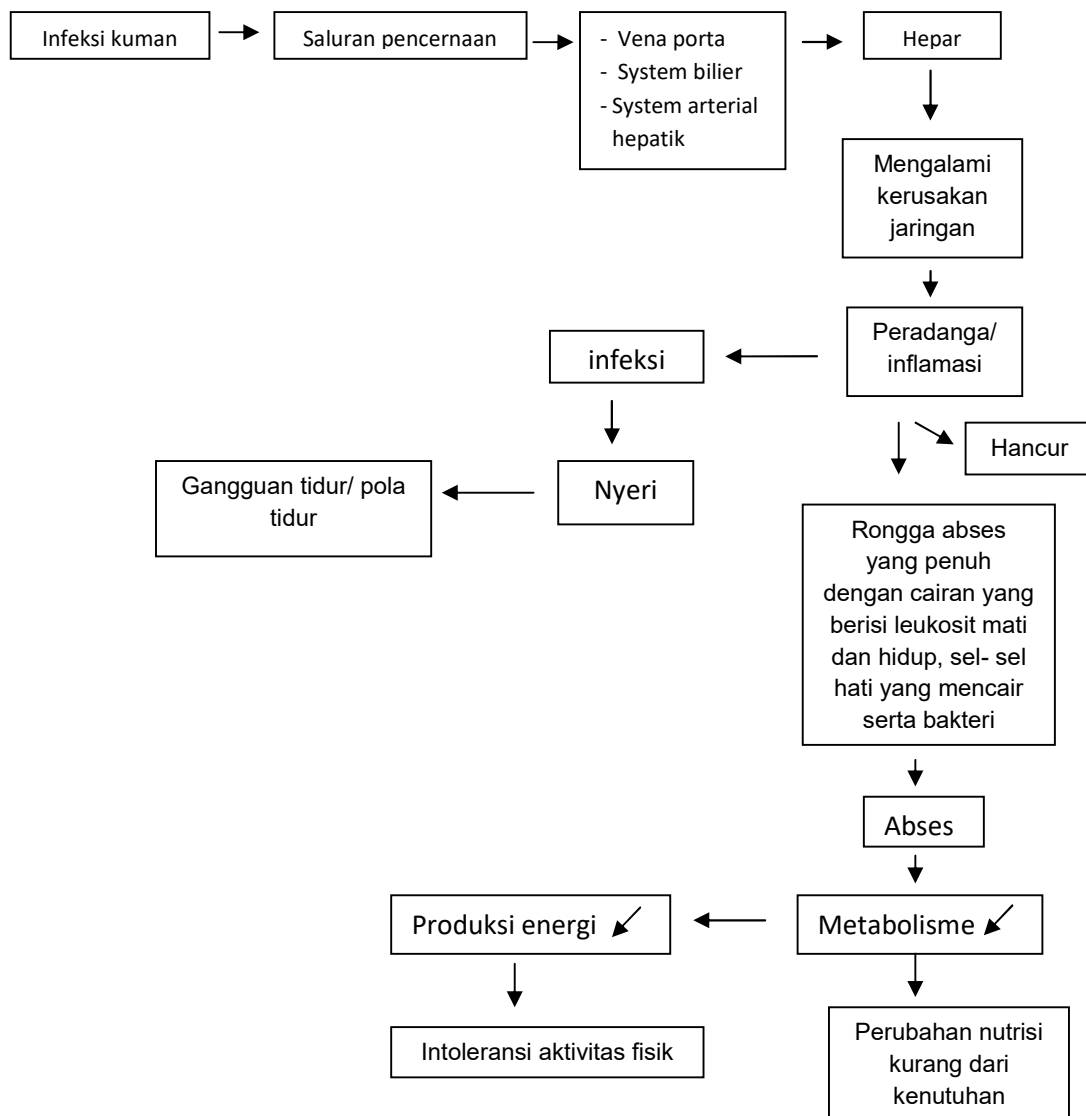 Infeksi kuman
Saluran pencernaan
- Vena porta
- System bilier
- System arterial
hepatik
Hepar
Mengalami
kerusakan
jaringan
Peradanga/
inflamasi
infeksi
Hancur
Nyeri
Gangguan tidur/ pola
tidur
Rongga abses
yang penuh
dengan cairan yang
berisi leukosit mati
dan hidup, sel- sel
hati yang mencair
serta bakteri
Abses
Metabolisme
Produksi energi
Intoleransi aktivitas fisik
Perubahan nutrisi
kurang dari
kenutuhan